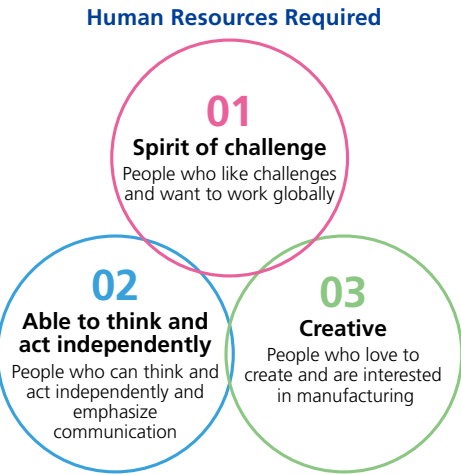 Human Resources Required
01
Spirit of challenge
People who like challenges
and want to work globally
02
Able to think and
act independently
People who can think and
act independently and
emphasize
communication
03
Creative
People who love to
create and are interested
in manufacturing